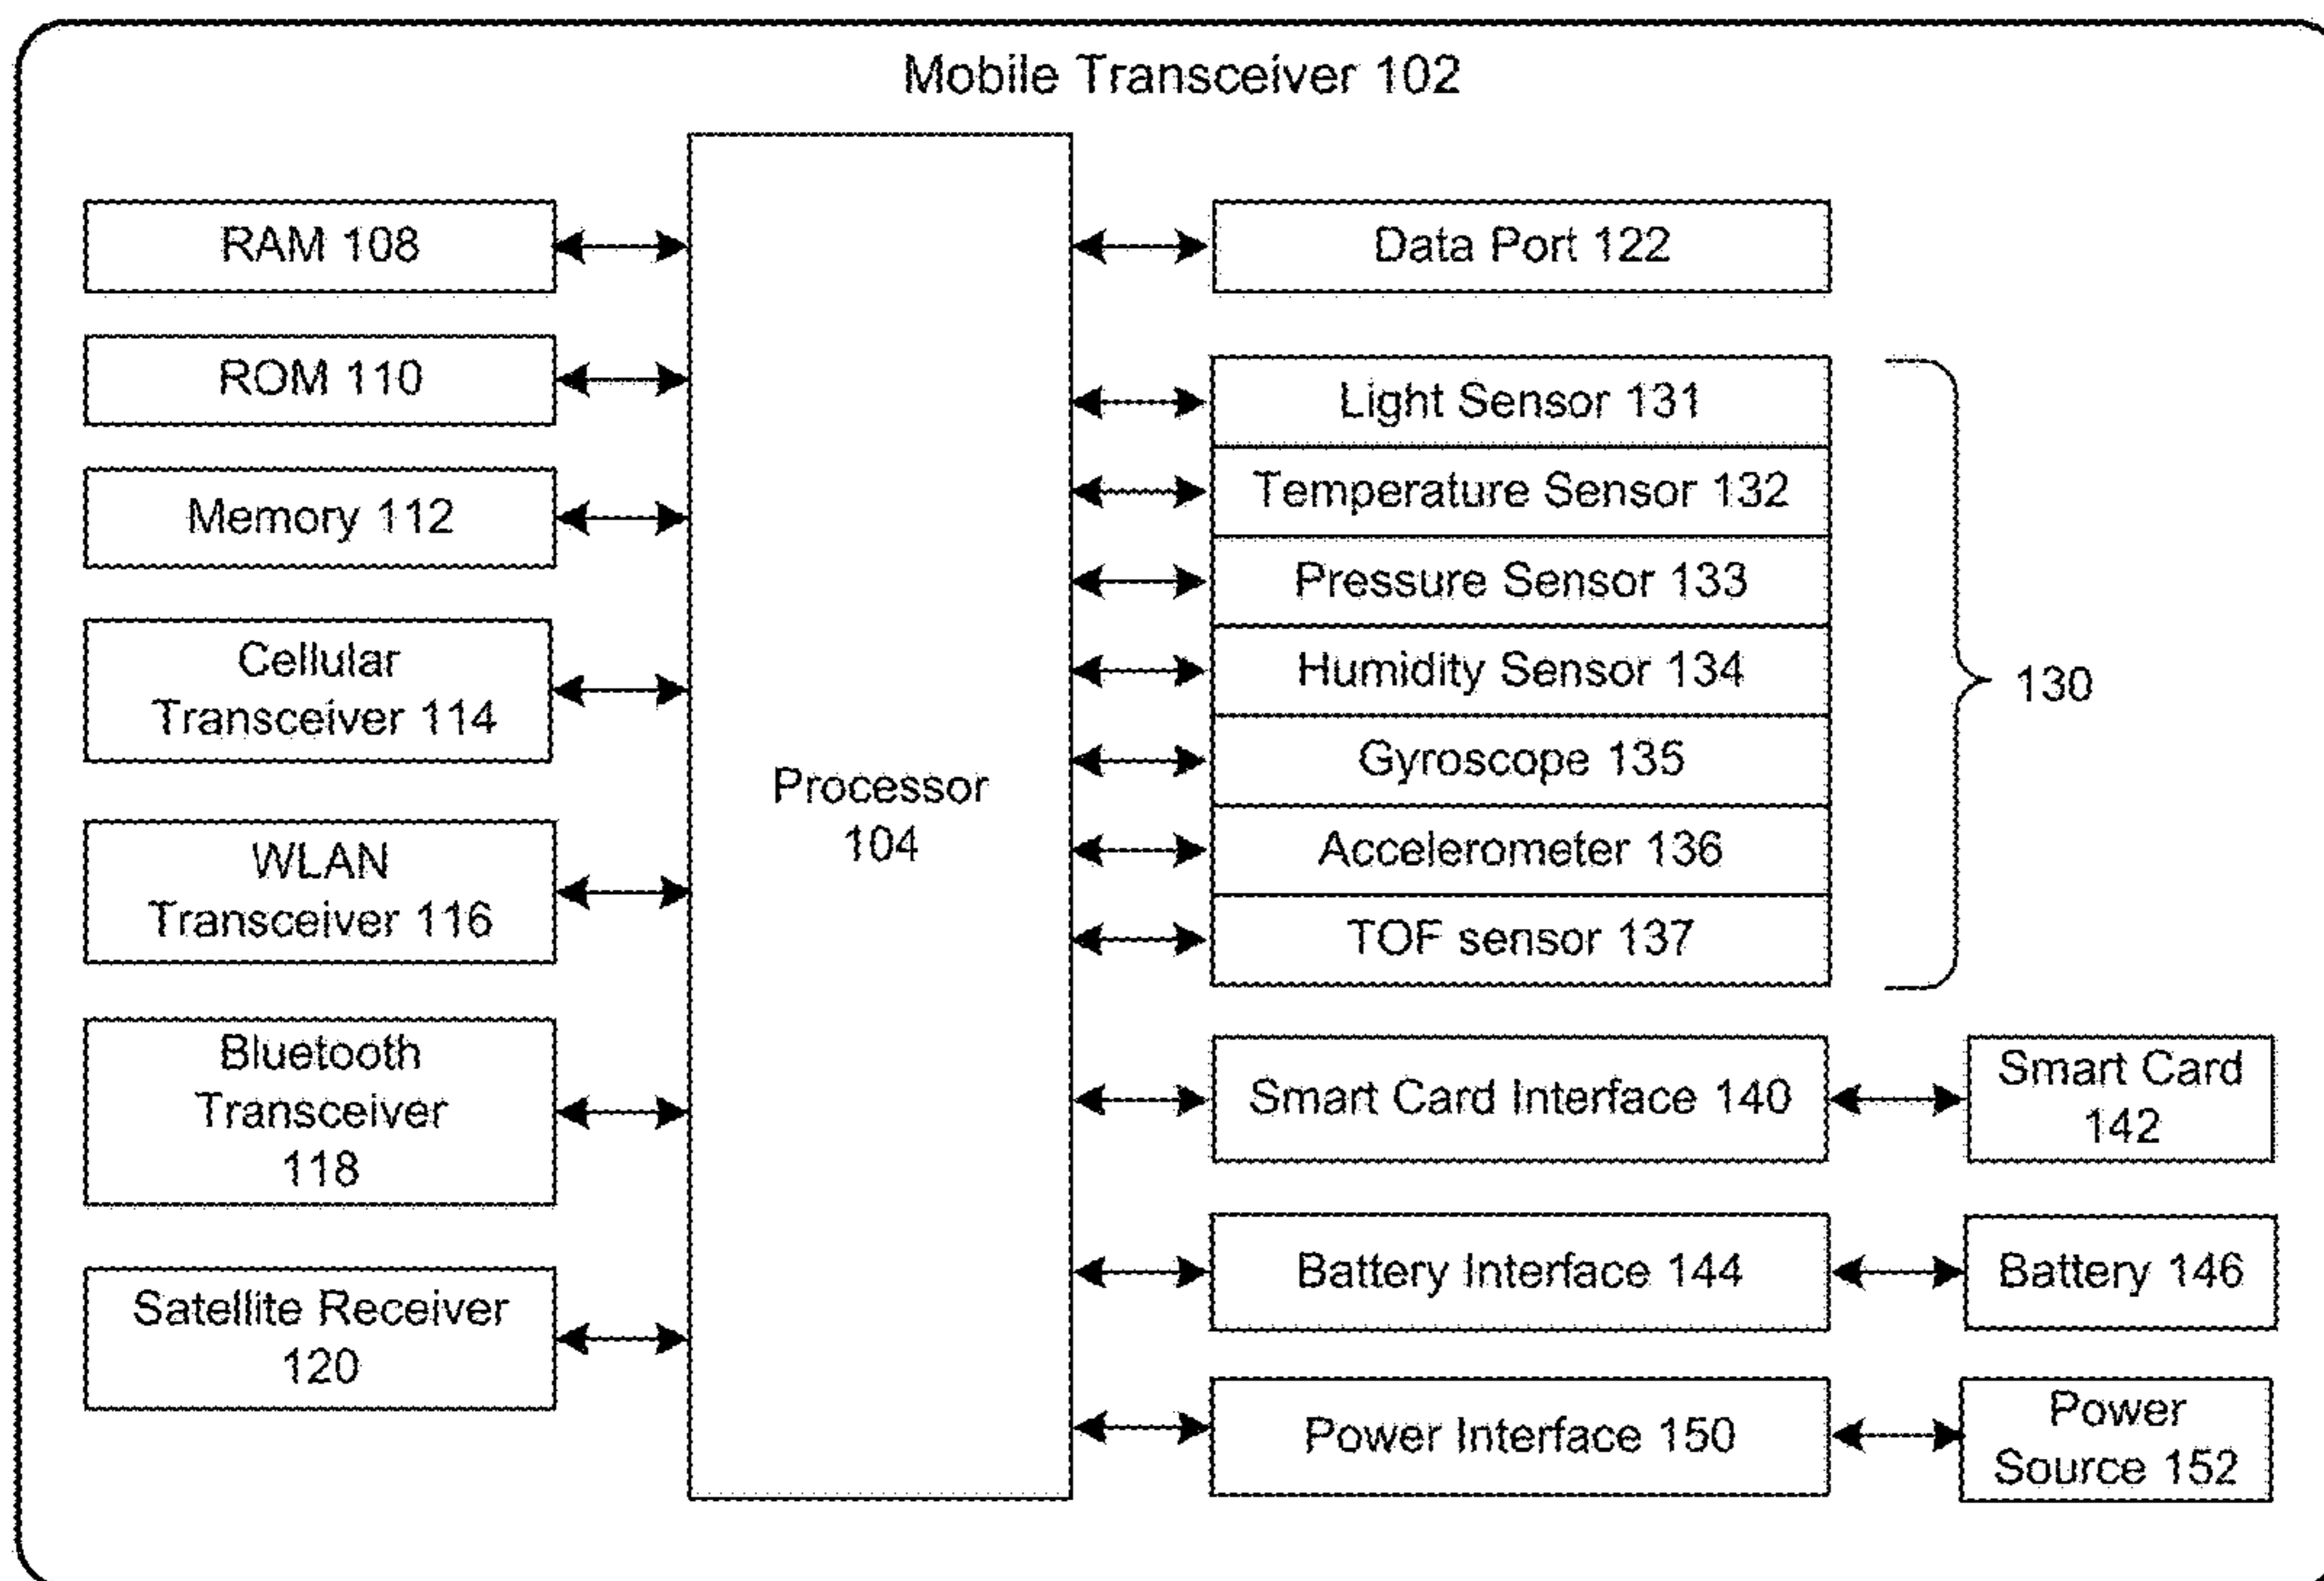 Mobile Transceiver 102
RAM 108
ROM 110
Memory 112
Cellular
Transceiver 114
WLAN
Transceiver 116
Bluetooth
Transceiver
118
Satellite Receiver
120
Processor
104
Data Port 122
Light Sensor 131
Temperature Sensor 132
Pressure Sensor 133
Humidity Sensor 134
Gyroscope 135
Accelerometer 136
TOF sensor 137
130
Smart Card Interface 140
Smart Card
142
Battery Interface 144
Battery 146
Power Interface 150
Power
Source 152